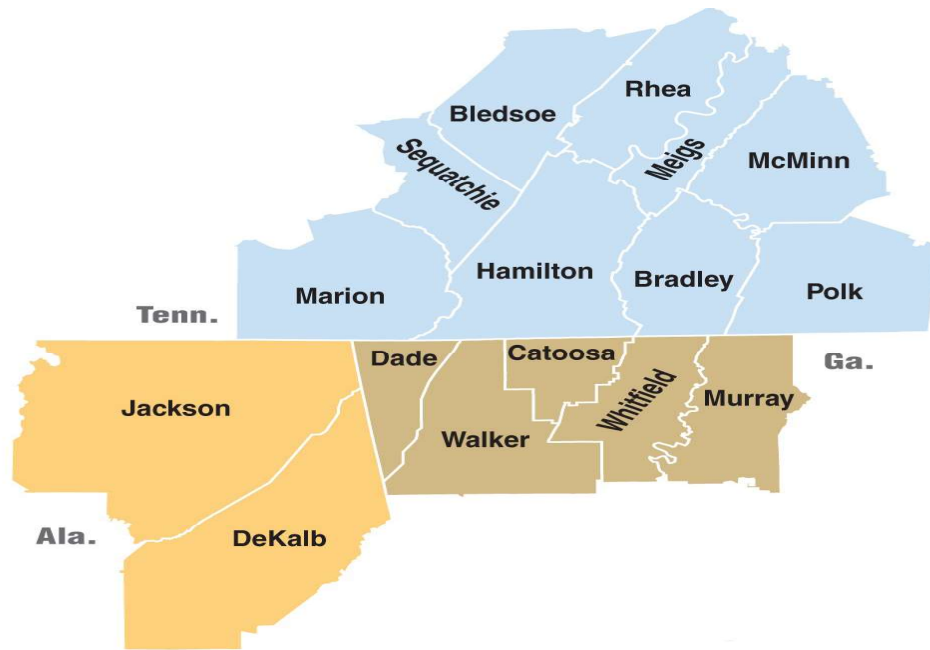 Rhea
Bledsoe
Meigs
McMinn
Sequatchie
Hamilton
Bradley
Marion
Polk
Tenn.
Dade
Catoosa
Ga.
Whitfield
Murray
Jackson
Walker
Ala.
DeKalb